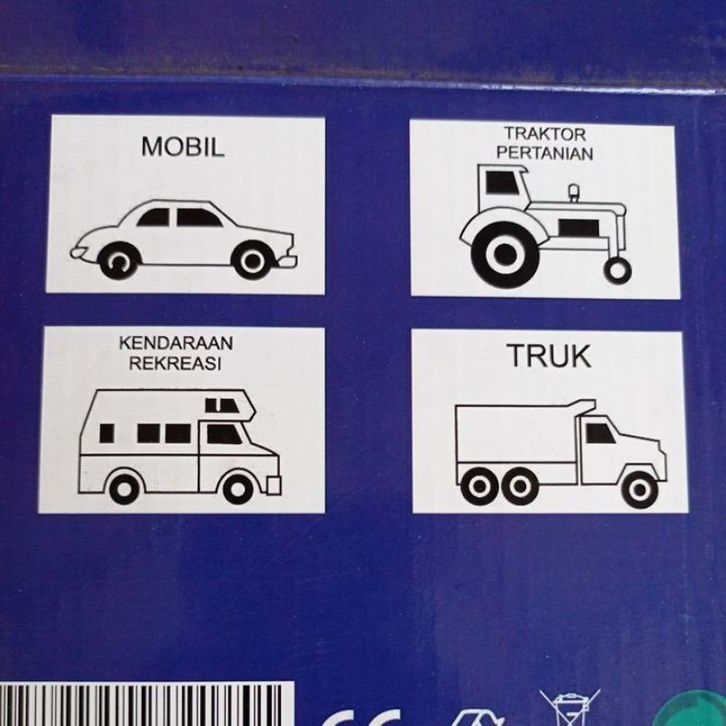 MOBIL
TRAKTOR
PERTANIAN
KENDARAAN
REKREASI
TRUK